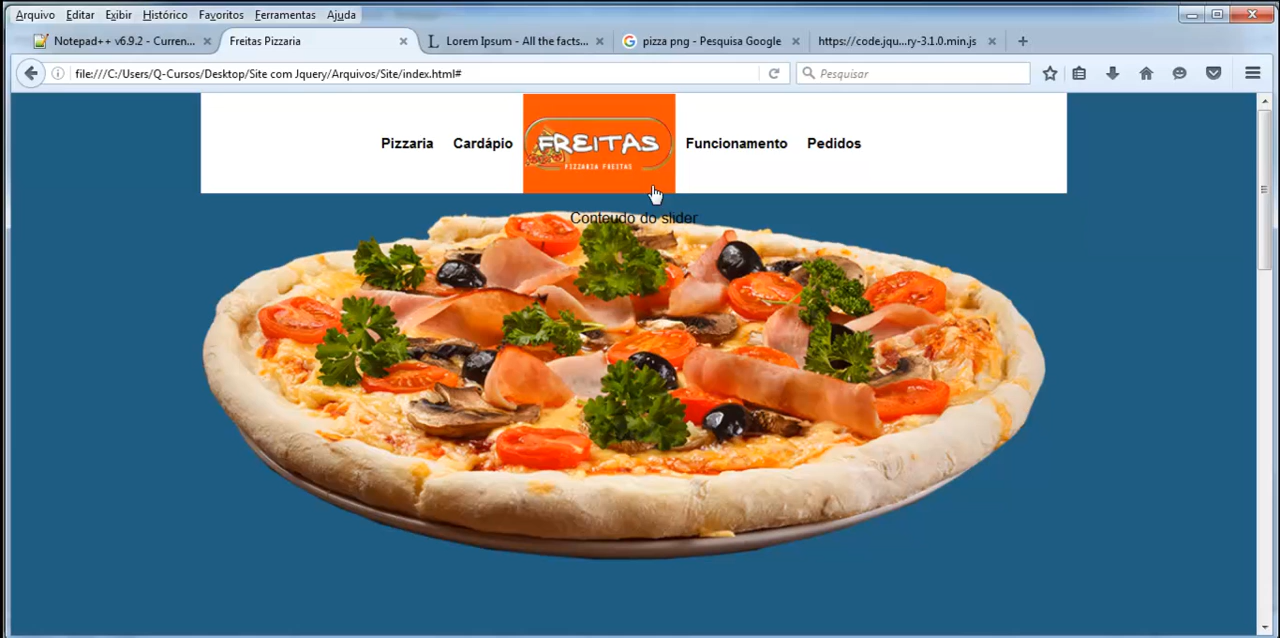 Arquivo Editar Exibir Histórico Favoritos Ferramentas Ajuda
Notepad++ v6.9.2 - Curren... Freitas Pizzaria Lorem Ipsum - All the facts... pizza png - Pesquisa Google https://code.jqu...ry-3.1.0.min.js
file:///C:/Users/Q-Cursos/Desktop/Site com Jquery/Arquivos/Site/index.html# Pesquisar
Pizzaria Cardápio FREITAS Funcionamento Pedidos
PIZZARIA FREITAS
Conteudo do slider